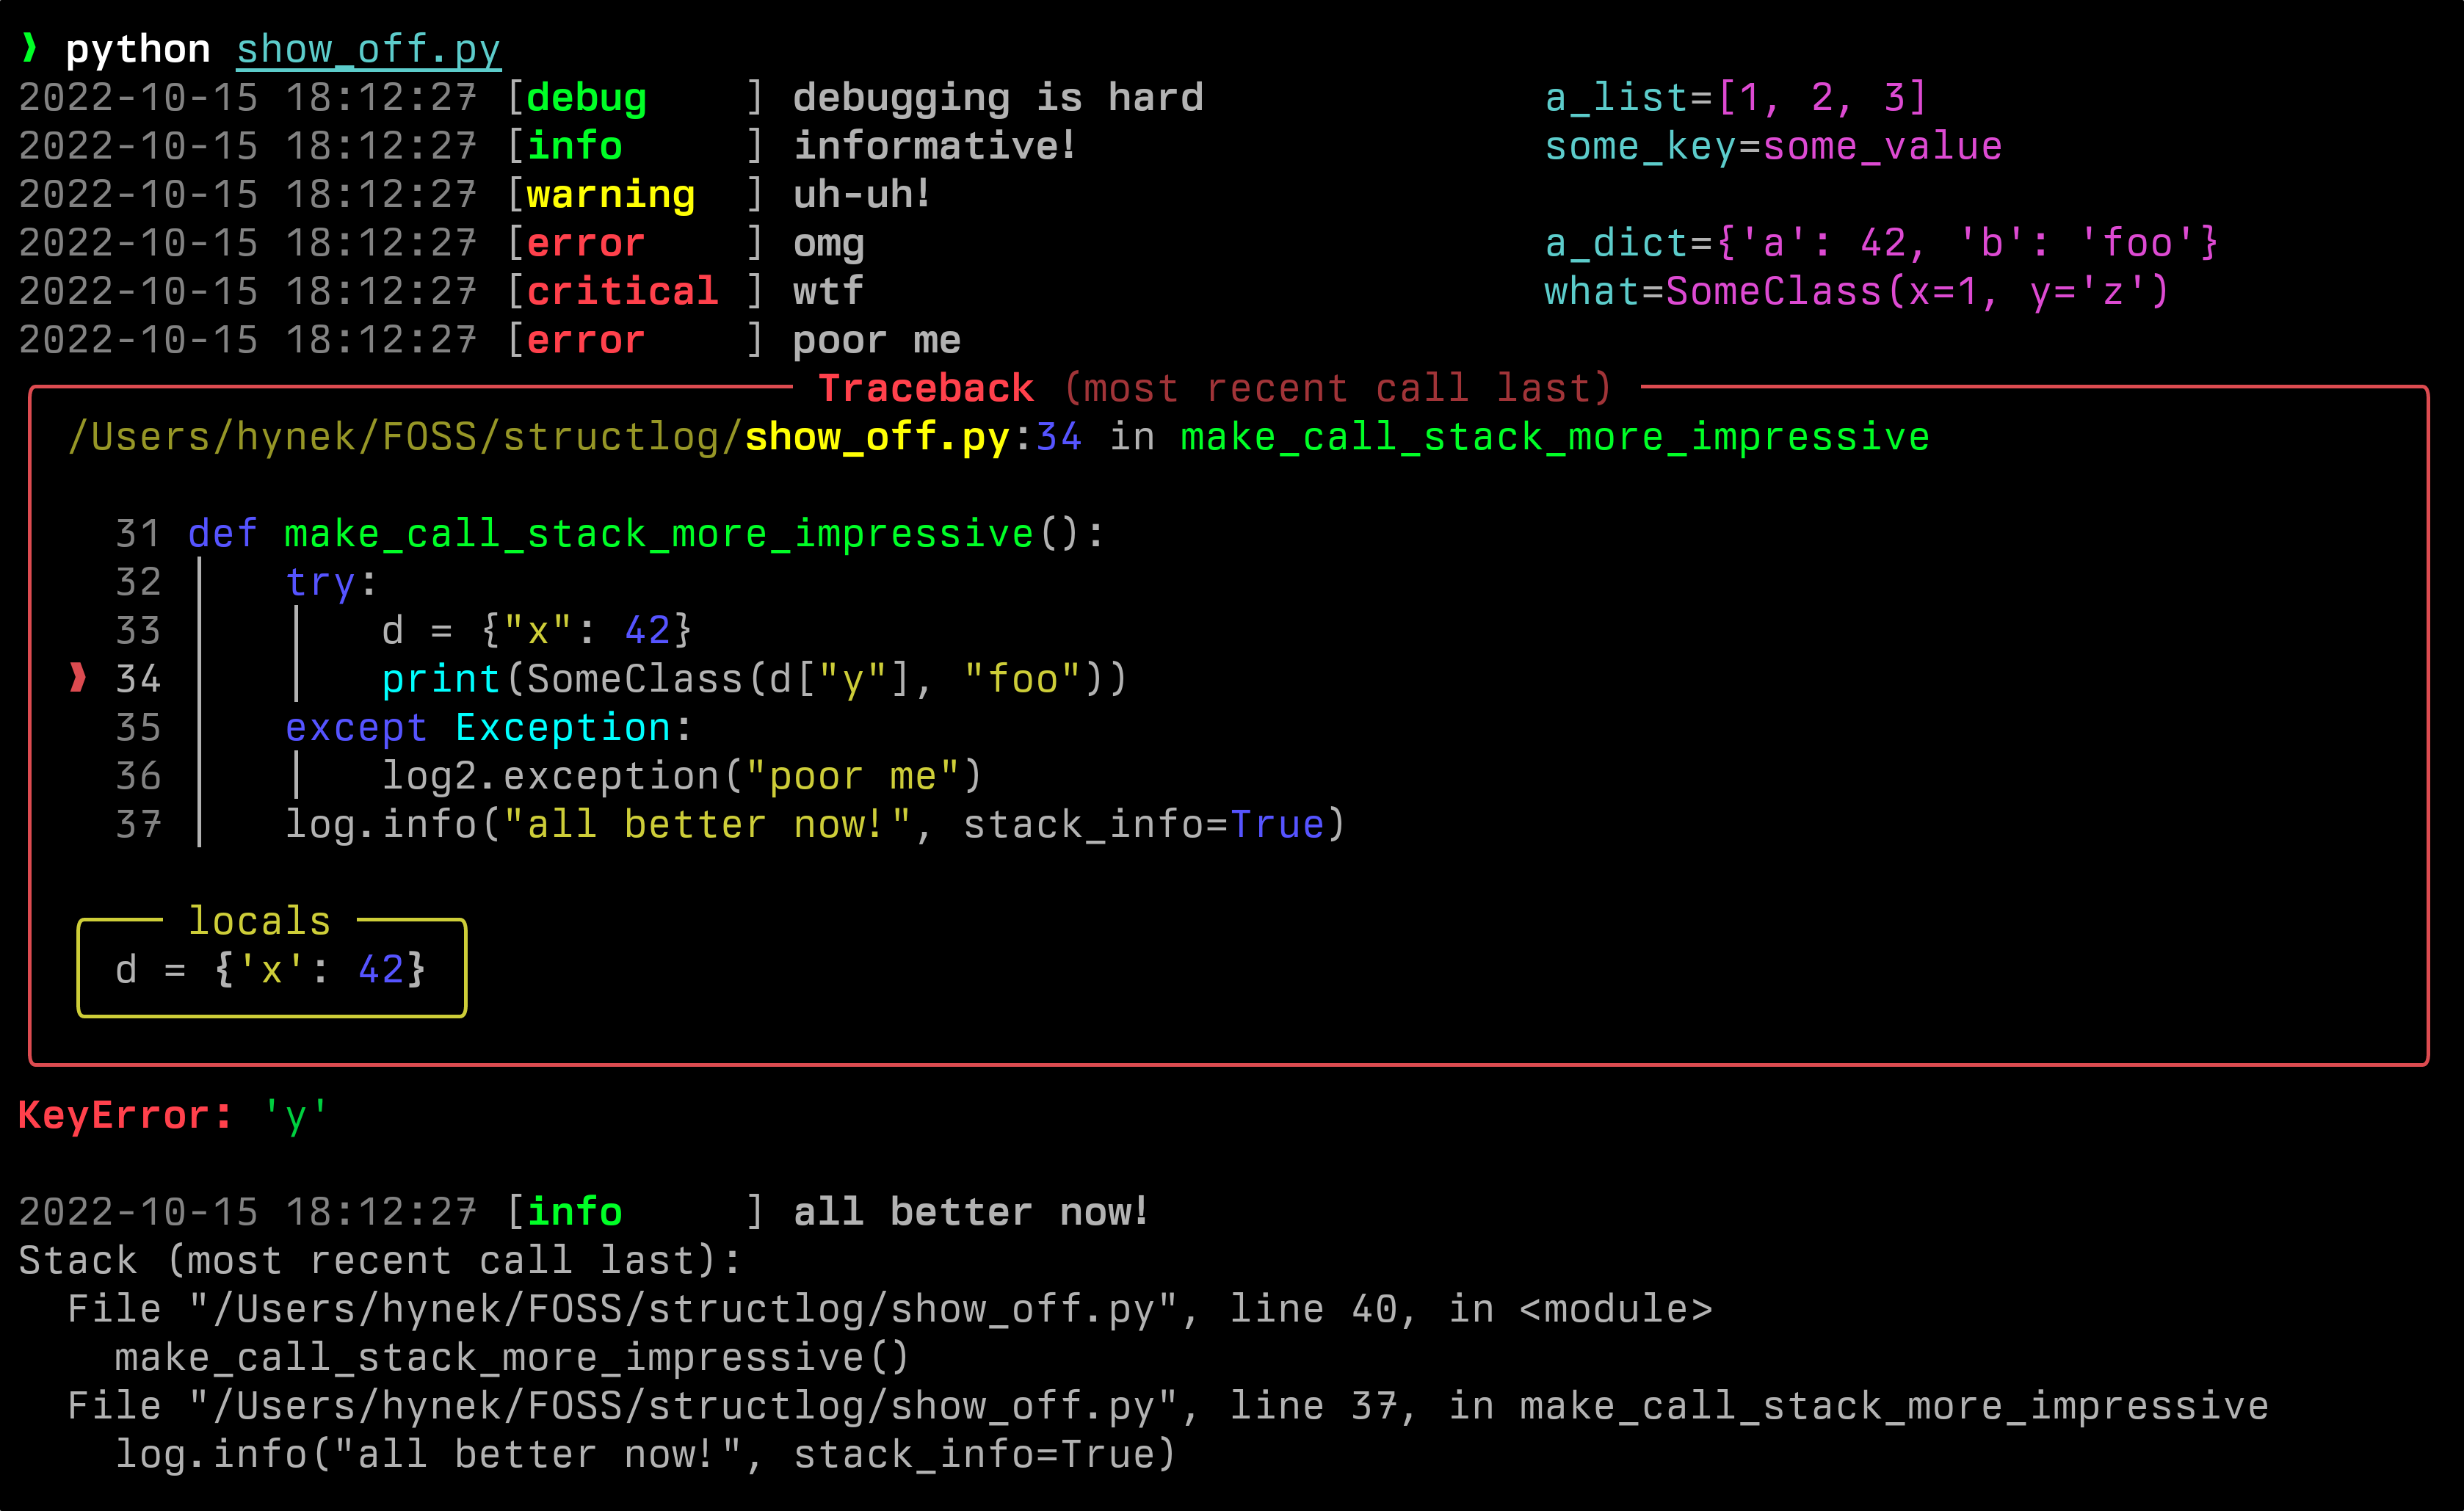 ❱ python show_off.py
2022-10-15 18:12:27 [debug    ] debugging is hard              a_list=[1, 2, 3]
2022-10-15 18:12:27 [info     ] informative!                   some_key=some_value
2022-10-15 18:12:27 [warning  ] uh-uh!
2022-10-15 18:12:27 [error    ] omg                            a_dict={'a': 42, 'b': 'foo'}
2022-10-15 18:12:27 [critical ] wtf                            what=SomeClass(x=1, y='z')
2022-10-15 18:12:27 [error    ] poor me
Traceback (most recent call last)
/Users/hynek/FOSS/structlog/show_off.py:34 in make_call_stack_more_impressive
31 def make_call_stack_more_impressive():
32     try:
33         d = {"x": 42}
❱ 34         print(SomeClass(d["y"], "foo"))
35     except Exception:
36         log2.exception("poor me")
37     log.info("all better now!", stack_info=True)
locals
d = {'x': 42}
KeyError: 'y'
2022-10-15 18:12:27 [info     ] all better now!
Stack (most recent call last):
  File "/Users/hynek/FOSS/structlog/show_off.py", line 40, in <module>
    make_call_stack_more_impressive()
  File "/Users/hynek/FOSS/structlog/show_off.py", line 37, in make_call_stack_more_impressive
    log.info("all better now!", stack_info=True)